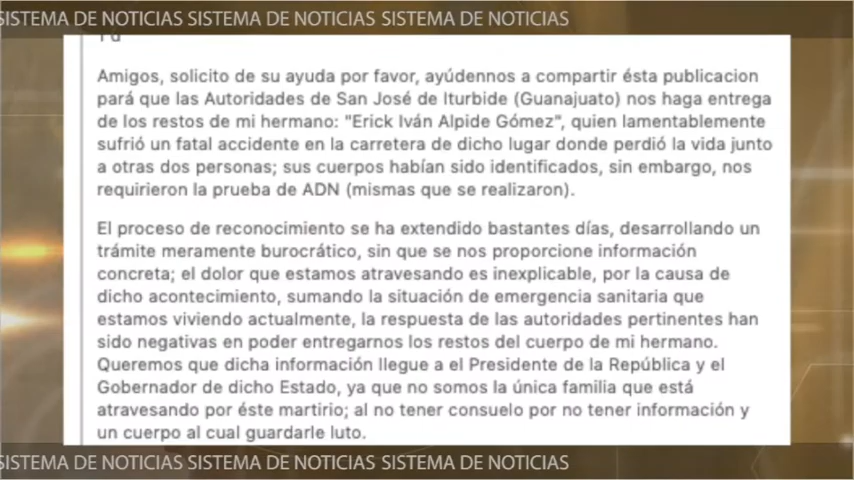 SISTEMA DE NOTICIAS SISTEMA DE NOTICIAS SISTEMA DE NOTICIAS
Amigos, solicito de su ayuda por favor, ayúdennos a compartir ésta publicacion
pará que las Autoridades de San José de Iturbide (Guanajuato) nos haga entrega
de los restos de mi hermano: "Erick Iván Alpide Gómez", quien lamentablemente
sufrió un fatal accidente en la carretera de dicho lugar donde perdió la vida junto
a otras dos personas; sus cuerpos habían sido identificados, sin embargo, nos
requirieron la prueba de ADN (mismas que se realizaron).
El proceso de reconocimiento se ha extendido bastantes días, desarrollando un
trámite meramente burocrático, sin que se nos proporcione información
concreta; el dolor que estamos atravesando es inexplicable, por la causa de
dicho acontecimiento, sumando la situación de emergencia sanitaria que
estamos viviendo actualmente, la respuesta de las autoridades pertinentes han
sido negativas en poder entregarnos los restos del cuerpo de mi hermano.
Queremos que dicha información llegue a el Presidente de la República y el
Gobernador de dicho Estado, ya que no somos la única familia que está
atravesando por éste martirio; al no tener consuelo por no tener información y
un cuerpo al cual guardarle luto.
SISTEMA DE NOTICIAS SISTEMA DE NOTICIAS SISTEMA DE NOTICIAS